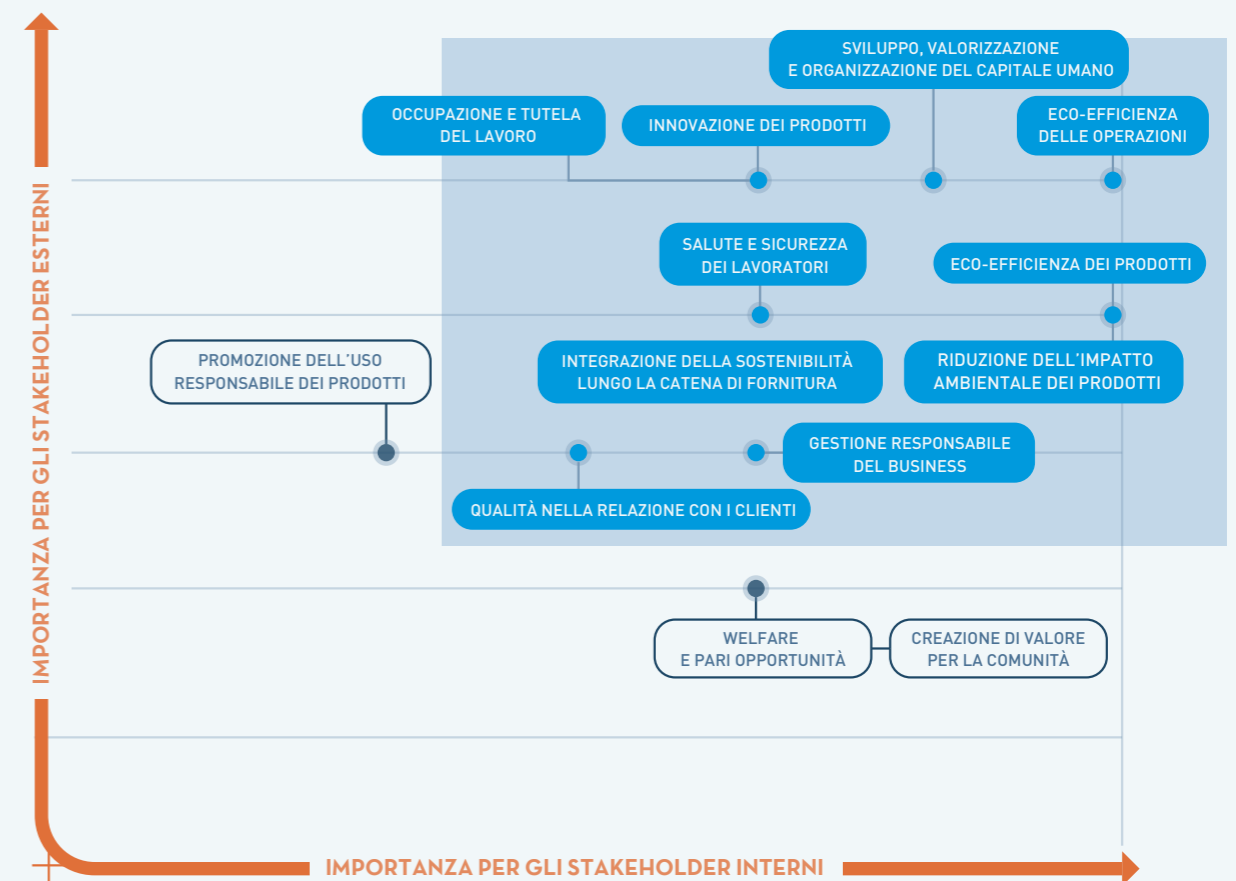 SVILUPPO, VALORIZZAZIONE
E ORGANIZZAZIONE DEL CAPITALE UMANO
OCCUPAZIONE E TUTELA
DEL LAVORO
INNOVAZIONE DEI PRODOTTI
ECO-EFFICIENZA
DELLE OPERAZIONI
SALUTE E SICUREZZA
DEI LAVORATORI
ECO-EFFICIENZA DEI PRODOTTI
PROMOZIONE DELL'USO
RESPONSABILE DEI PRODOTTI
INTEGRAZIONE DELLA SOSTENIBILITÀ
LUNGO LA CATENA DI FORNITURA
RIDUZIONE DELL'IMPATTO
AMBIENTALE DEI PRODOTTI
GESTIONE RESPONSABILE
DEL BUSINESS
QUALITÀ NELLA RELAZIONE CON I CLIENTI
WELFARE
E PARI OPPORTUNITÀ
CREAZIONE DI VALORE
PER LA COMUNITÀ
IMPORTANZA PER GLI STAKEHOLDER ESTERNI
IMPORTANZA PER GLI STAKEHOLDER INTERNI